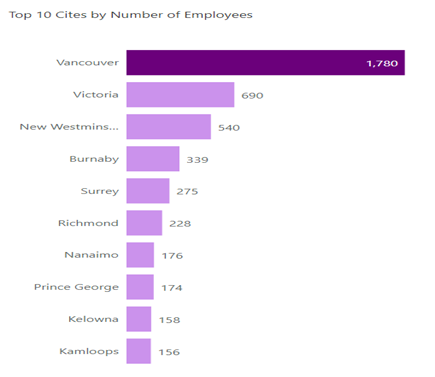 Top 10 Cites by Number of Employees
Vancouver 1,780
Victoria 690
New Westmins... 540
Burnaby 339
Surrey 275
Richmond 228
Nanaimo 176
Prince George 174
Kelowna 158
Kamloops 156